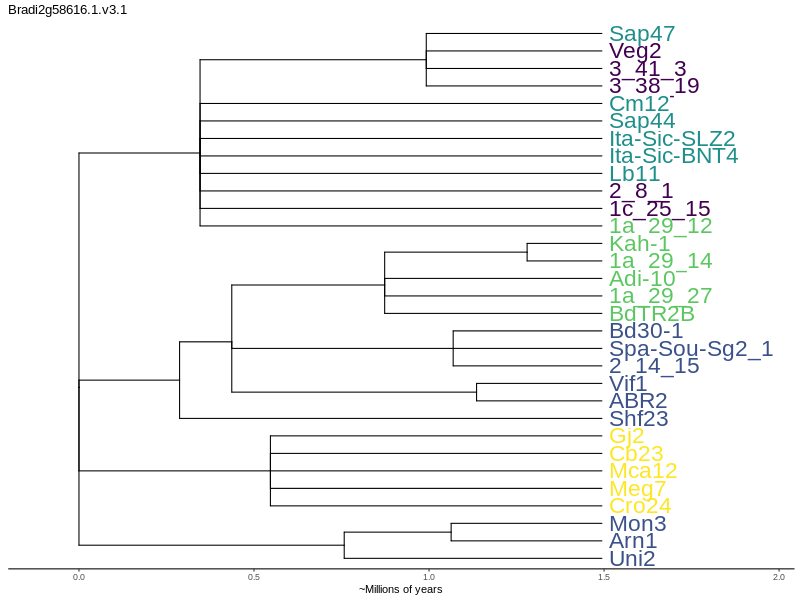 Bradi2g58616.1.v3.1
Sap47
Veg2
3_41_3
3_38_19
Cm12
Sap44
Ita-Sic-SLZ2
Ita-Sic-BNT4
Lb11
2_8_1
1c_25_15
1a_29_12
Kah-1
1a_29_14
Adi-10
1a_29_27
BdTR2B
Bd30-1
Spa-Sou-Sg2_1
2_14_15
Vif1
ABR2
Shf23
Gj2
Cb23
Mca12
Meg7
Cro24
Mon3
Arn1
Uni2
0.0 0.5 1.0 1.5 2.0
~Millions of years